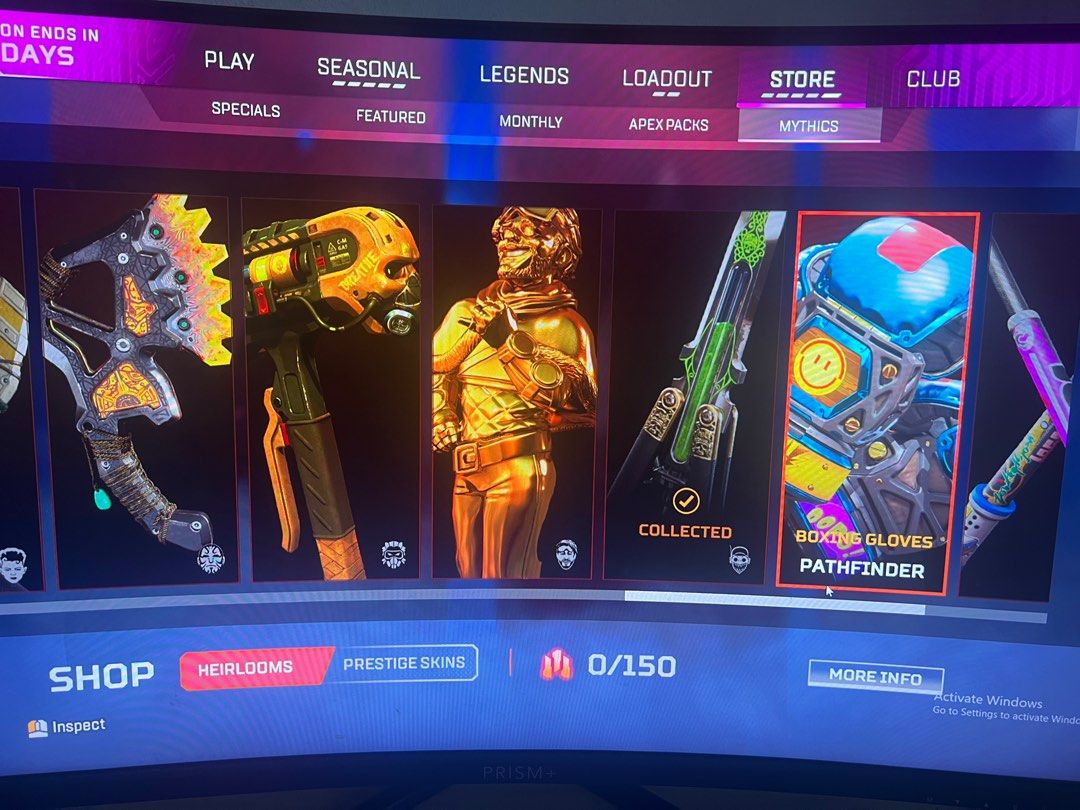 ON ENDS IN
DAYS
PLAY
SEASONAL
LEGENDS
LOADOUT
STORE
CLUB
SPECIALS
FEATURED
MONTHLY
APEX PACKS
MYTHICS
BREATHE
COLLECTED
BOXING GLOVES
PATHFINDER
SHOP
HEIRLOOMS
PRESTIGE SKINS
0/150
MORE INFO
Inspect
Activate Windows
Go to Settings to activate Windo
PRISM+